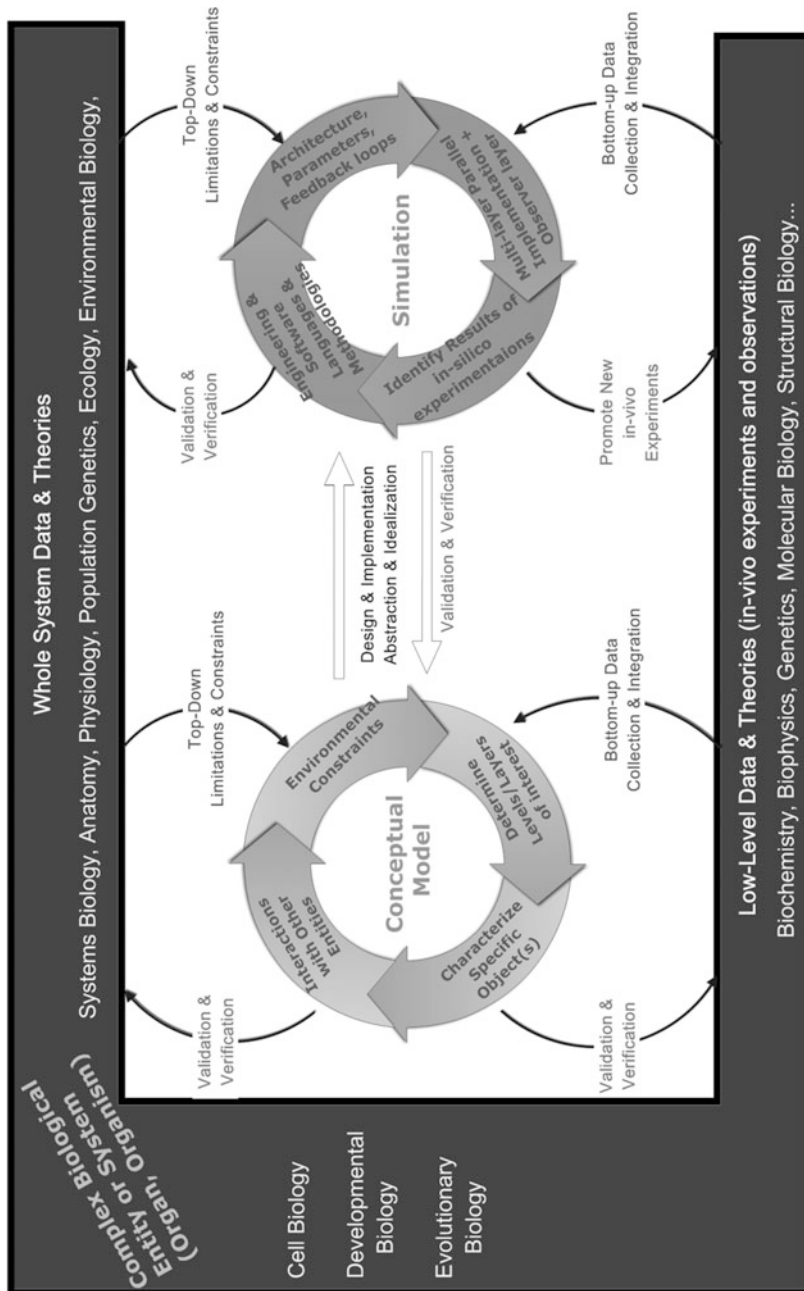 Complex Biological
Entity or System
(Organ, Organism)
Whole System Data & Theories
Systems Biology, Anatomy, Physiology, Population Genetics, Ecology, Environmental Biology,
Cell Biology
Developmental
Biology
Evolutionary
Biology
Validation &
Verification
Top-Down
Limitations & Constraints
Interactions
with Other
Entities
Environmental
Constraints
Conceptual
Model
Characterize
Specific
Object(s)
Determine
Levels/Layers
of interest
Validation &
Verification
Bottom-up Data
Collection & Integration
Design & Implementation
Abstraction & Idealization
Validation & Verification
Validation &
Verification
Top-Down
Limitations & Constraints
Engineering &
Software
Languages &
Methodologies
Architecture,
Parameters,
Feedback loops
Simulation
Identify Results of
in-silico
experimentaions
Multi-layer Parallel
Implementation +
Observer layer
Promote New
in-vivo
Experiments
Bottom-up Data
Collection & Integration
Low-Level Data & Theories (in-vivo experiments and observations)
Biochemistry, Biophysics, Genetics, Molecular Biology, Structural Biology...